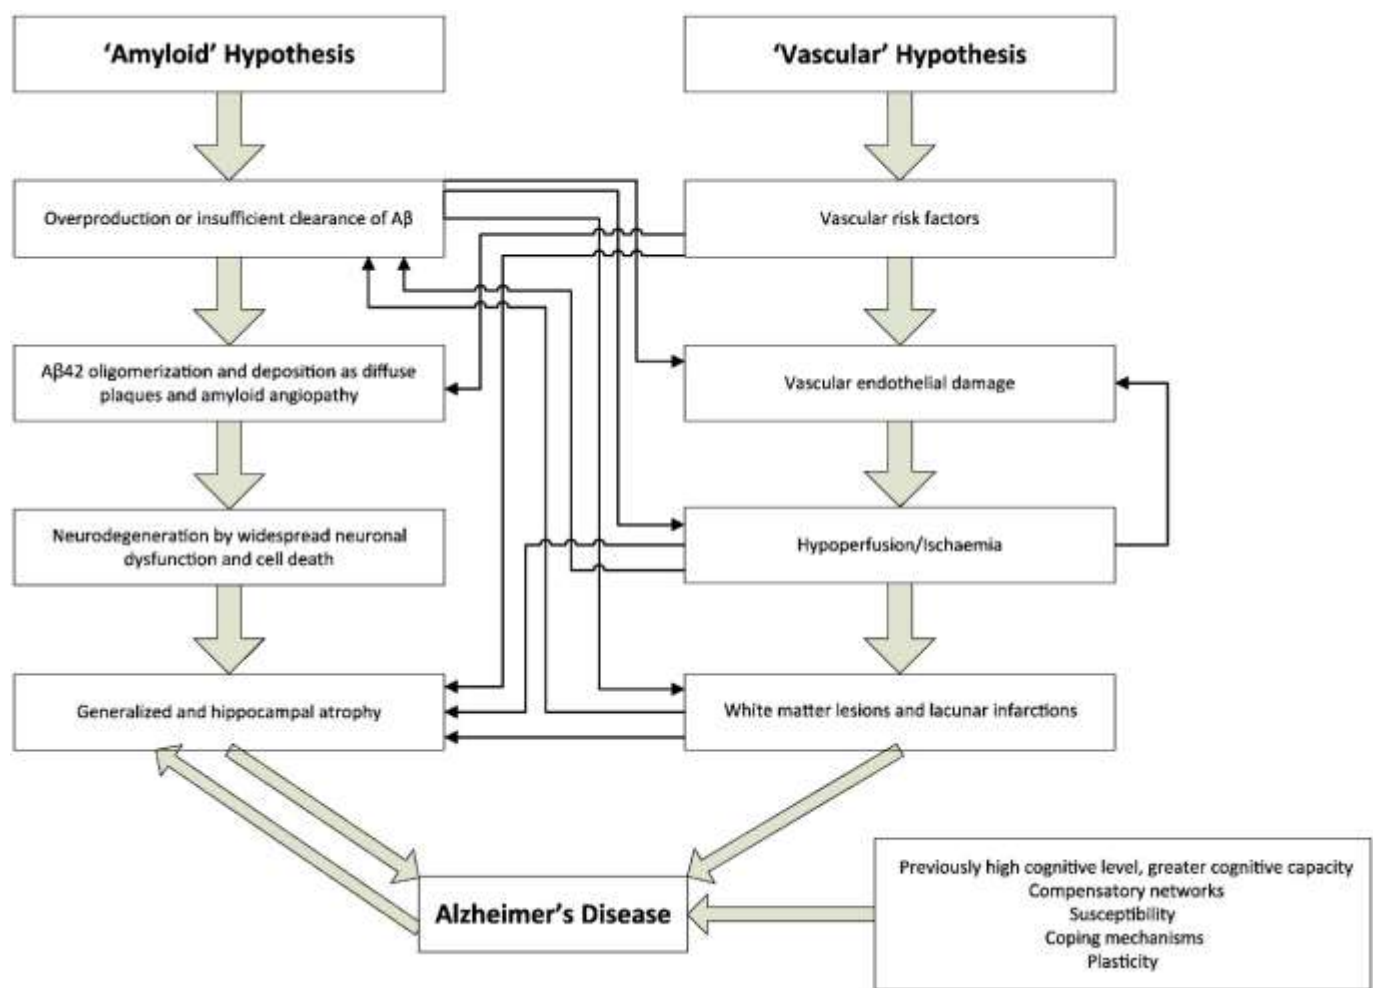 ‘Amyloid’ Hypothesis
Overproduction or insufficient clearance of Aβ
Aβ42 oligomerization and deposition as diffuse
plaques and amyloid angiopathy
Neurodegeneration by widespread neuronal
dysfunction and cell death
Generalized and hippocampal atrophy
‘Vascular’ Hypothesis
Vascular risk factors
Vascular endothelial damage
Hypoperfusion/Ischaemia
White matter lesions and lacunar infarctions
Alzheimer’s Disease
Previously high cognitive level, greater cognitive capacity
Compensatory networks
Susceptibility
Coping mechanisms
Plasticity